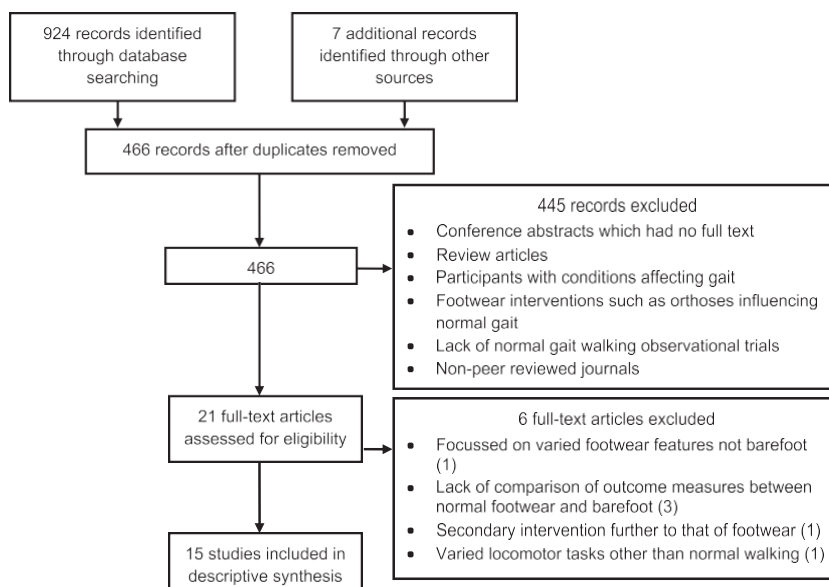 924 records identified
through database
searching
7 additional records
identified through other
sources
466 records after duplicates removed
445 records excluded
▪ Conference abstracts which had no full text
▪ Review articles
▪ Participants with conditions affecting gait
▪ Footwear interventions such as orthoses influencing
normal gait
▪ Lack of normal gait walking observational trials
▪ Non-peer reviewed journals
466
21 full-text articles
assessed for eligibility
6 full-text articles excluded
▪ Focussed on varied footwear features not barefoot
(1)
▪ Lack of comparison of outcome measures between
normal footwear and barefoot (3)
▪ Secondary intervention further to that of footwear (1)
▪ Varied locomotor tasks other than normal walking (1)
15 studies included in
descriptive synthesis